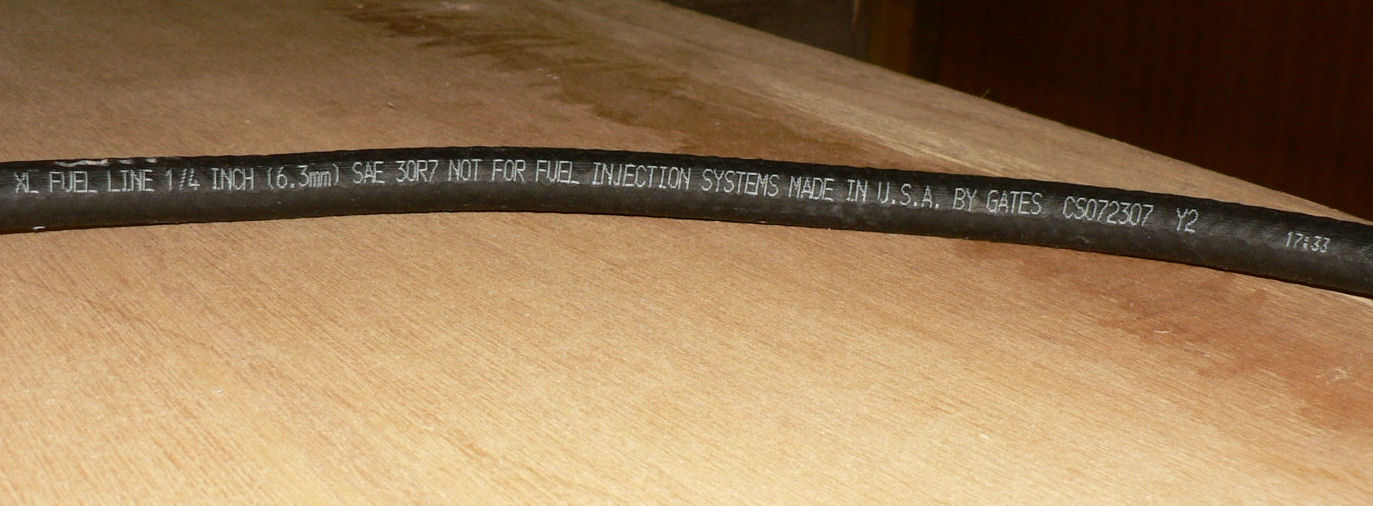 XL FUEL LINE 1/4 INCH (6.3mm) SAE 30R7 NOT FOR FUEL INJECTION SYSTEMS MADE IN U.S.A. BY GATES CS072307 Y2 17:33